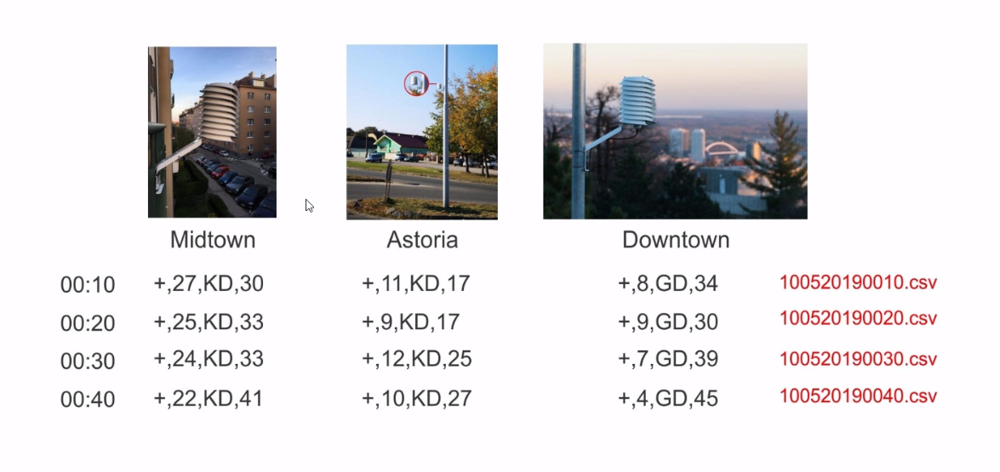 Midtown Astoria Downtown
00:10 +,27,KD,30 +,11,KD,17 +,8,GD,34 100520190010.csv
00:20 +,25,KD,33 +,9,KD,17 +,9,GD,30 100520190020.csv
00:30 +,24,KD,33 +,12,KD,25 +,7,GD,39 100520190030.csv
00:40 +,22,KD,41 +,10,KD,27 +,4,GD,45 100520190040.csv